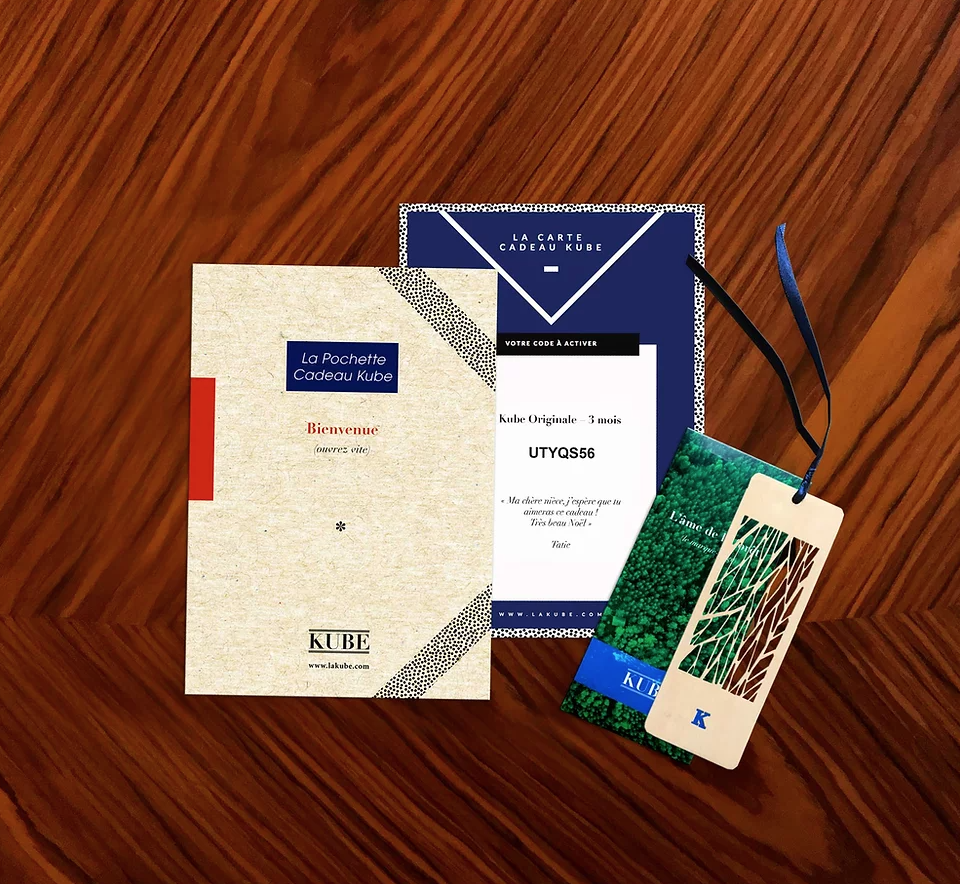 La Pochette
Cadeau Kube
Bienvenue
(ouvrez vite)
*
KUBE
www.lakube.com
LA CARTE
CADEAU KUBE
VOTRE CODE À ACTIVER
Kube Originale – 3 mois
UTYQS56
« Ma chère nièce, j'espère que tu
aimeras ce cadeau !
Très beau Noël »
Tatie
WWW.LAKUBE.COM
L'âme de
KUB
K